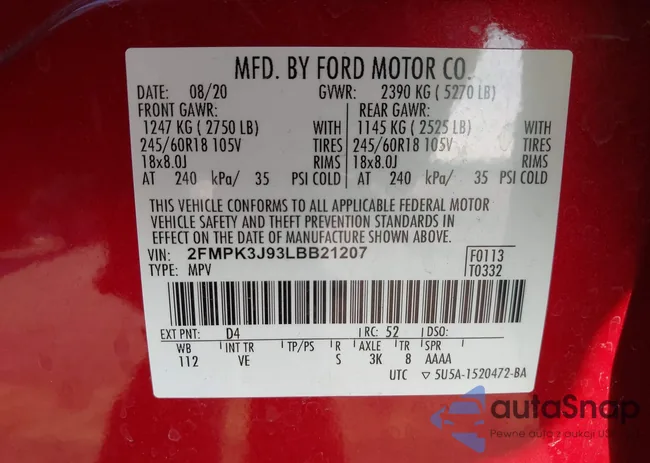 MFD. BY FORD MOTOR CO.
DATE: 08/20 GVWR: 2390 KG ( 5270 LB)
FRONT GAWR: REAR GAWR:
1247 KG ( 2750 LB) WITH 1145 KG ( 2525 LB) WITH
245/60R18 105V TIRES 245/60R18 105V TIRES
18x8.0J RIMS 18x8.0J RIMS
AT 240 kPa/ 35 PSI COLD AT 240 kPa/ 35 PSI COLD
THIS VEHICLE CONFORMS TO ALL APPLICABLE FEDERAL MOTOR
VEHICLE SAFETY AND THEFT PREVENTION STANDARDS IN
EFFECT ON THE DATE OF MANUFACTURE SHOWN ABOVE.
VIN: 2FMPK3J93LBB21207 F0113
TYPE: MPV T0332
EXT PNT: D4 RC: 52 DSO:
WB INT TR TP/PS R AXLE TR SPR
112 VE S 3K 8 AAAA
UTC ▽ 5U5A-1520472-BA
autaSnap
Pewne auto z aukcji USA